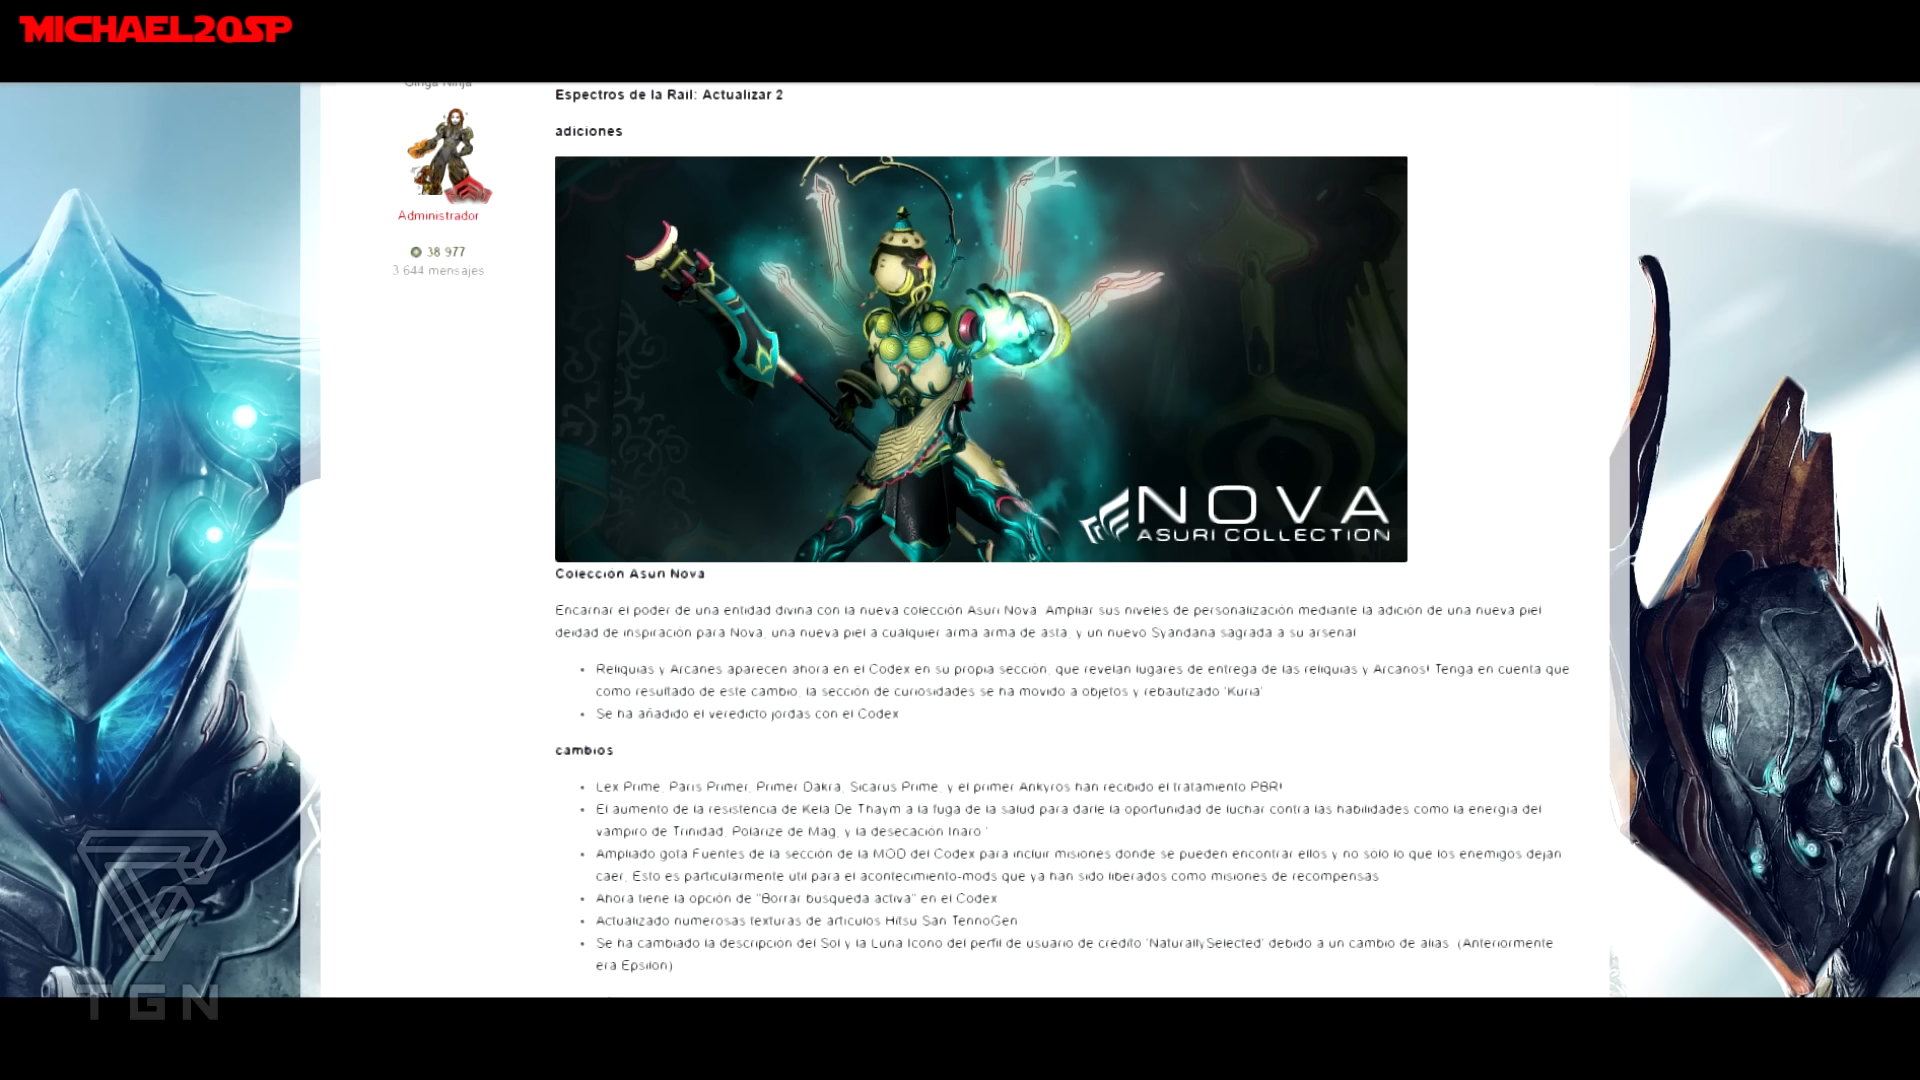 MICHAEL20SP
Ginga Ninja
Administrador
38 977
3 644 mensajes
Espectros de la Rail: Actualizar 2
adiciones
NOVA
ASURI COLLECTION
Colección Asuri Nova
Encarnar el poder de una entidad divina con la nueva colección Asuri Nova. Ampliar sus niveles de personalización mediante la adición de una nueva piel
deidad de inspiración para Nova, una nueva piel a cualquier arma arma de asta, y un nuevo Syandana sagrada a su arsenal
• Reliquias y Arcanes aparecen ahora en el Codex en su propia sección, que revelan lugares de entrega de las reliquias y Arcanos! Tenga en cuenta que
como resultado de este cambio, la sección de curiosidades se ha movido a objetos y rebautizado 'Kuria'
• Se ha añadido el veredicto jordas con el Codex
cambios
• Lex Prime, Paris Primer, Primer Dakra, Sicarus Prime, y el primer Ankyros han recibido el tratamiento PBR!
• El aumento de la resistencia de Kela De Thaym a la fuga de la salud para darle la oportunidad de luchar contra las habilidades como la energía del
vampiro de Trinidad, Polarize de Mag, y la desecación Inaro '
• Ampliado gota Fuentes de la sección de la MOD del Codex para incluir misiones donde se pueden encontrar ellos y no sólo lo que los enemigos dejan
caer. Esto es particularmente útil para el acontecimiento-mods que ya han sido liberados como misiones de recompensas
• Ahora tiene la opción de "Borrar búsqueda activa" en el Codex
• Actualizado numerosas texturas de artículos Hitsu San TennoGen
• Se ha cambiado la descripción del Sol y la Luna Icono del perfil de usuario de crédito 'NaturallySelected' debido a un cambio de alias. (Anteriormente
era Epsilon)
TGN